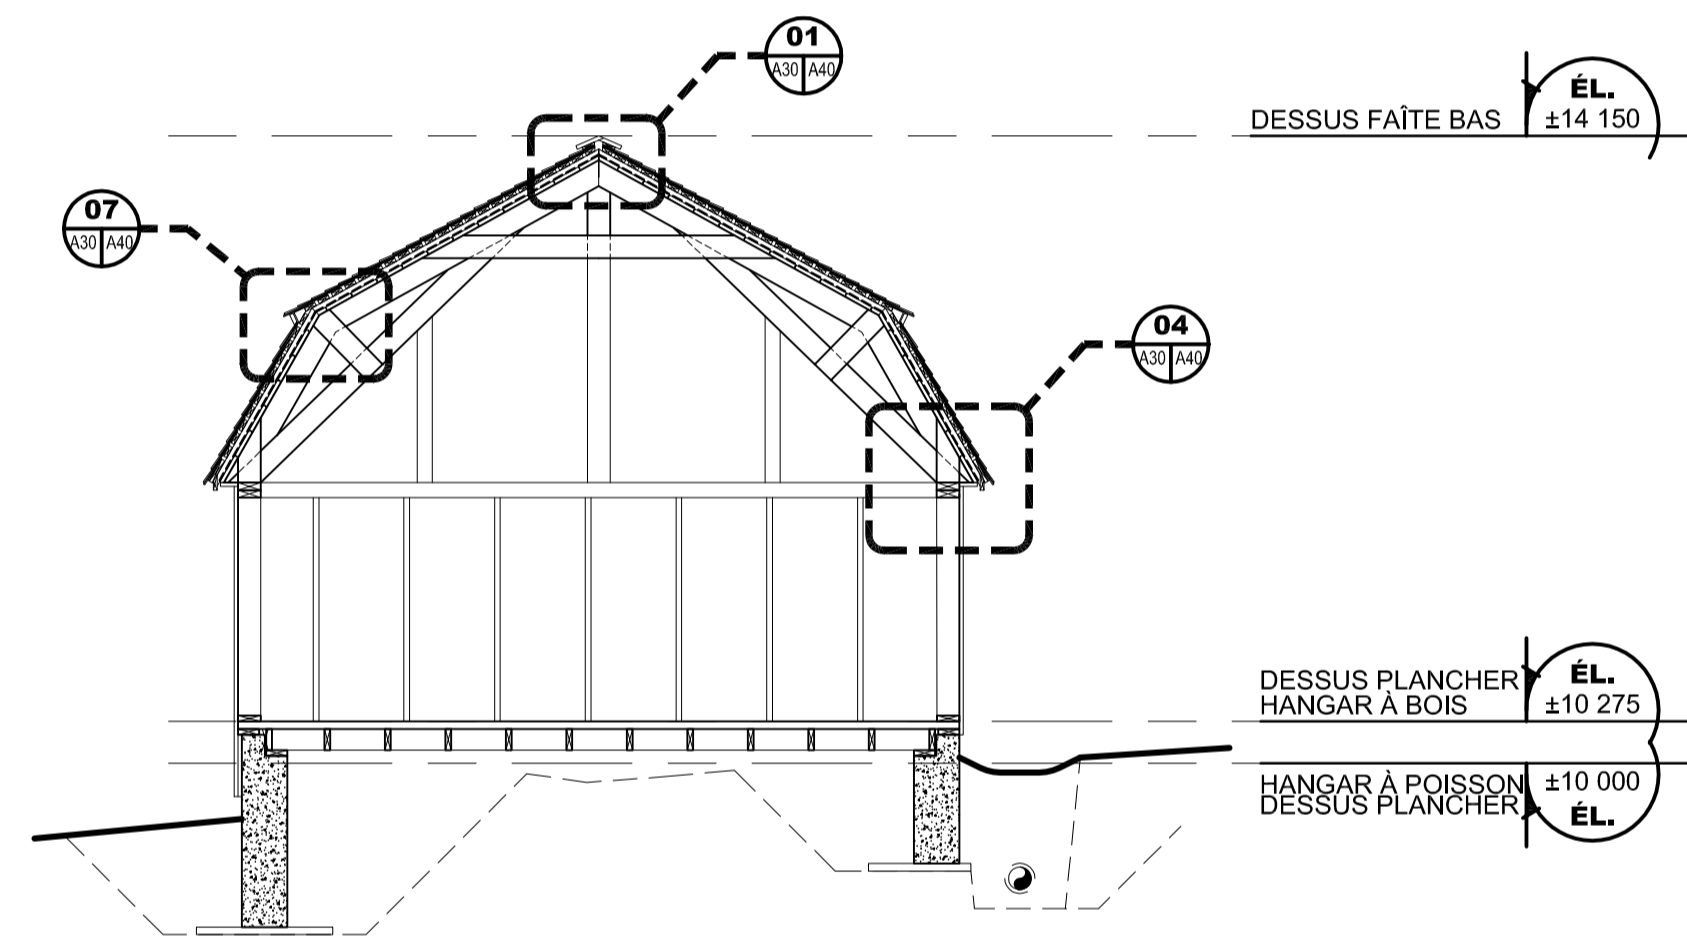 01
A30 A40
ÉL.
DESSUS FAÎTE BAS ±14 150
07
A30 A40
04
A30 A40
DESSUS PLANCHER ÉL.
HANGAR À BOIS ±10 275
HANGAR À POISSON ±10 000
DESSUS PLANCHER ÉL.